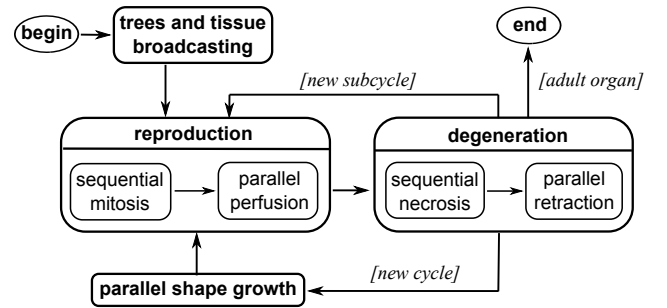 begin
trees and tissue
broadcasting
end
[new subcycle]
[adult organ]
reproduction
sequential
mitosis
parallel
perfusion
degeneration
sequential
necrosis
parallel
retraction
parallel shape growth
[new cycle]